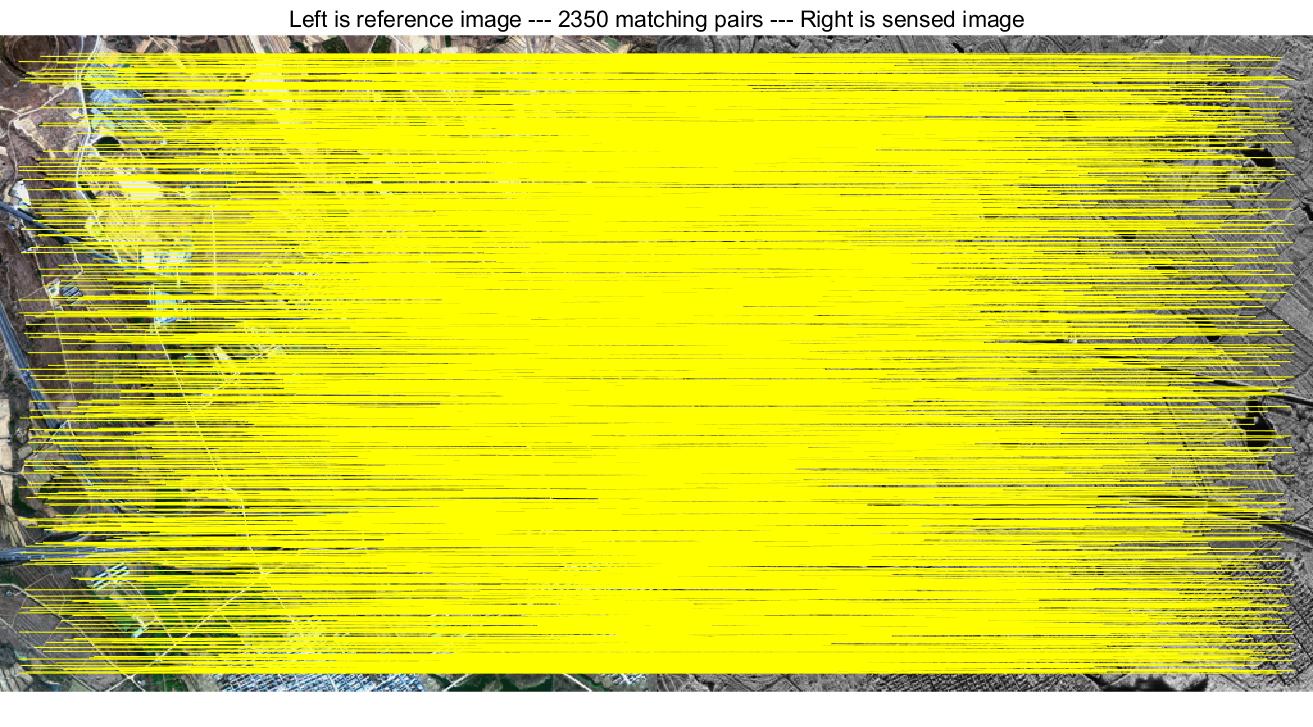 Left is reference image --- 2350 matching pairs --- Right is sensed image